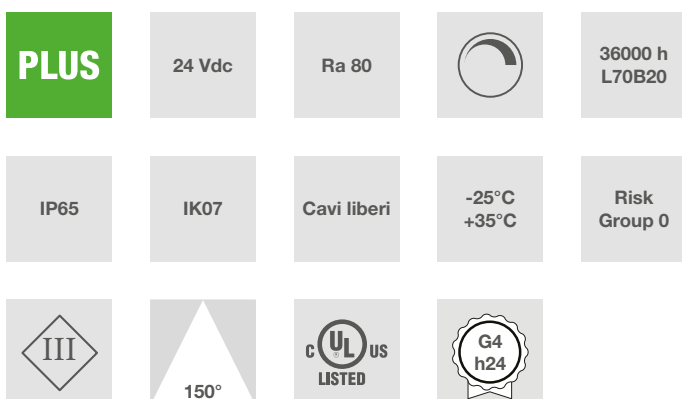 PLUS
24 Vdc
Ra 80
36000 h
L70B20
IP65
IK07
Cavi liberi
-25°C
+35°C
Risk
Group 0
III
150°
C UL US
®
LISTED
G4
h24